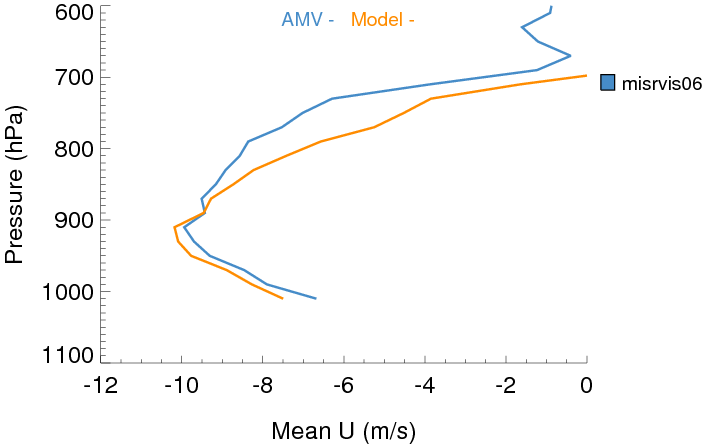 600
AMV - Model -
700
misrvis06
800
Pressure (hPa)
900
1000
1100
-12 -10 -8 -6 -4 -2 0
Mean U (m/s)